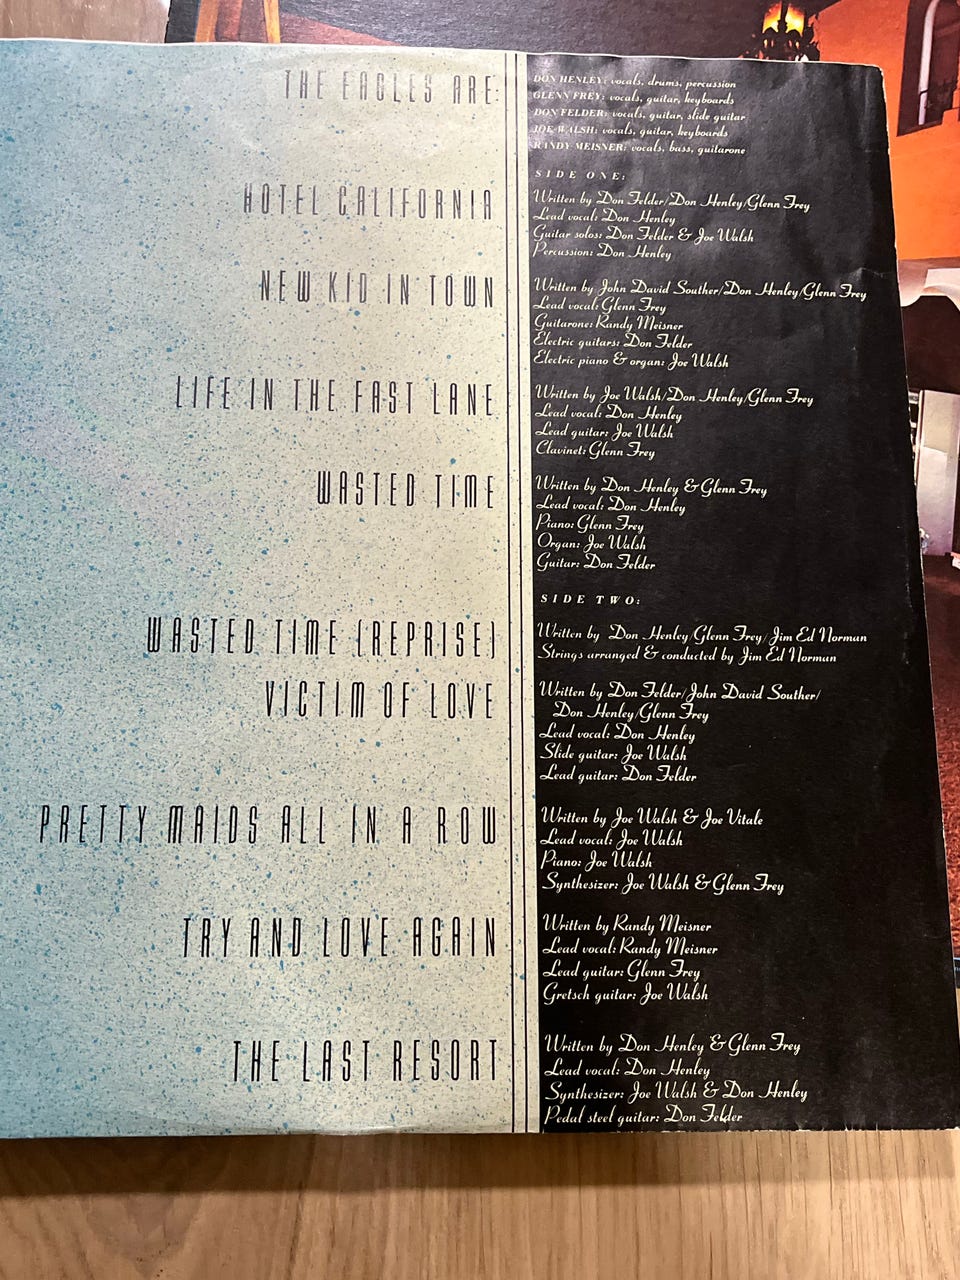 THE EAGLES ARE:
DON HENLEY: vocals, drums, percussion
GLENN FREY: vocals, guitar, keyboards
DON FELDER: vocals, guitar, slide guitar
JOE WALSH: vocals, guitar, keyboards
RANDY MEISNER: vocals, bass, guitarone
SIDE ONE:
HOTEL CALIFORNIA
Written by Don Felder/Don Henley/Glenn Frey
Lead vocal: Don Henley
Guitar solos: Don Felder & Joe Walsh
Percussion: Don Henley
NEW KID IN TOWN
Written by John David Souther/Don Henley/Glenn Frey
Lead vocal: Glenn Frey
Guitarone: Randy Meisner
Electric guitars: Don Felder
Electric piano & organ: Joe Walsh
LIFE IN THE FAST LANE
Written by Joe Walsh/Don Henley/Glenn Frey
Lead vocal: Don Henley
Lead guitar: Joe Walsh
Clavinet: Glenn Frey
WASTED TIME
Written by Don Henley & Glenn Frey
Lead vocal: Don Henley
Piano: Glenn Frey
Organ: Joe Walsh
Guitar: Don Felder
SIDE TWO:
WASTED TIME (REPRISE)
Written by Don Henley/Glenn Frey/Jim Ed Norman
Strings arranged & conducted by Jim Ed Norman
VICTIM OF LOVE
Written by Don Felder/John David Souther/
Don Henley/Glenn Frey
Lead vocal: Don Henley
Slide guitar: Joe Walsh
Lead guitar: Don Felder
PRETTY MAIDS ALL IN A ROW
Written by Joe Walsh & Joe Vitale
Lead vocal: Joe Walsh
Piano: Joe Walsh
Synthesizer: Joe Walsh & Glenn Frey
TRY AND LOVE AGAIN
Written by Randy Meisner
Lead vocal: Randy Meisner
Lead guitar: Glenn Frey
Gretsch guitar: Joe Walsh
THE LAST RESORT
Written by Don Henley & Glenn Frey
Lead vocal: Don Henley
Synthesizer: Joe Walsh & Don Henley
Pedal steel guitar: Don Felder